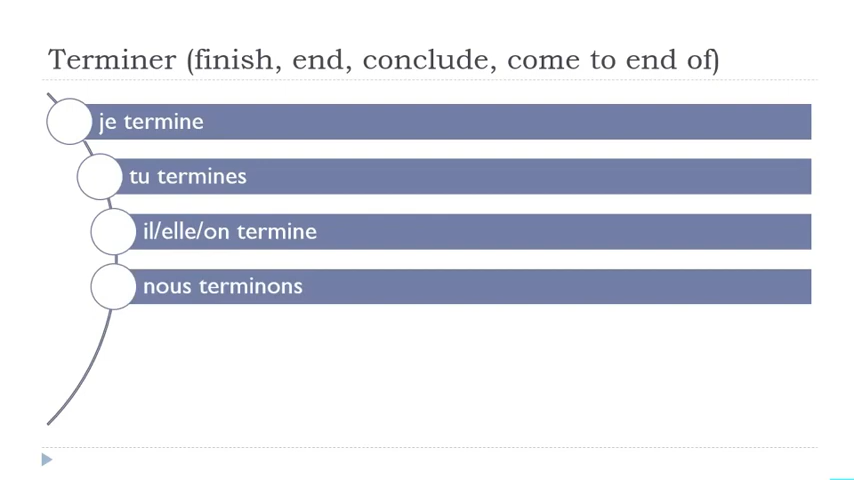 Terminer (finish, end, conclude, come to end of)
je termine
tu termines
il/elle/on termine
nous terminons